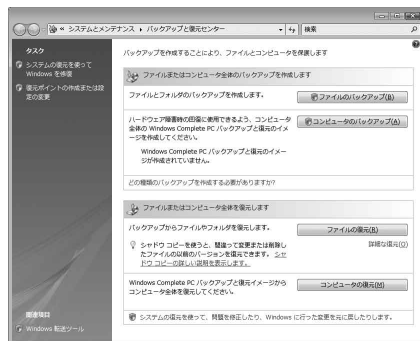 « システムとメンテナンス ▸ バックアップと復元センター
検索
タスク
システムの復元を使って
Windows を修復
復元ポイントの作成または設
定の変更
関連項目
Windows 転送ツール
バックアップを作成することにより、ファイルとコンピュータを保護します
ファイルまたはコンピュータ全体のバックアップを作成します
ファイルとフォルダのバックアップを作成します。
ファイルのバックアップ(B)
ハードウェア障害時の回復に使用できるよう、コンピュータ
全体の Windows Complete PC バックアップと復元のイメ
ージを作成してください。
コンピュータのバックアップ(A)
Windows Complete PC バックアップと復元のイメー
ジが作成されていません。
どの種類のバックアップを作成する必要がありますか?
ファイルまたはコンピュータ全体を復元します
バックアップからファイルやフォルダを復元します。
ファイルの復元(R)
シャドウ コピーを使うと、間違って変更または削除し
たファイルの以前のバージョンを復元できます。 シャ
ドウ コピーの詳しい説明を表示します。
詳細な復元(O)
Windows Complete PC バックアップと復元イメージから
コンピュータ全体を復元してください。
コンピュータの復元(M)
システムの復元を使って、問題を修正したり、Windows に行った変更を元に戻したりします。